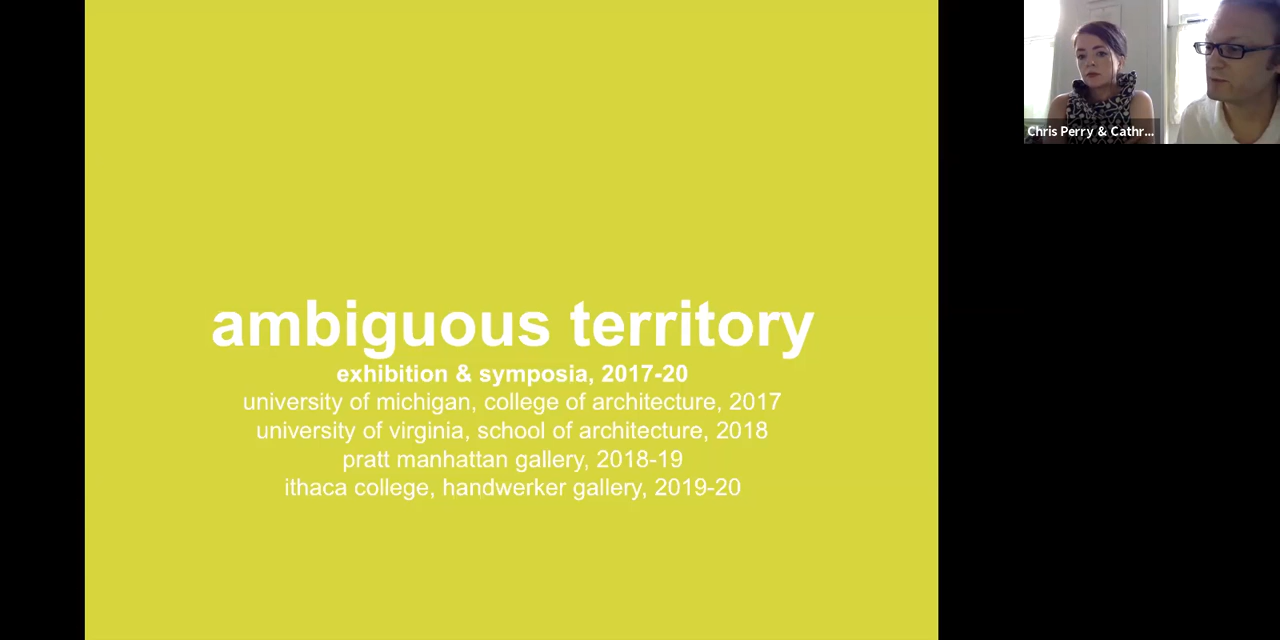 ambiguous territory
exhibition & symposia, 2017-20
university of michigan, college of architecture, 2017
university of virginia, school of architecture, 2018
pratt manhattan gallery, 2018-19
ithaca college, handwerker gallery, 2019-20
Chris Perry & Cathr...